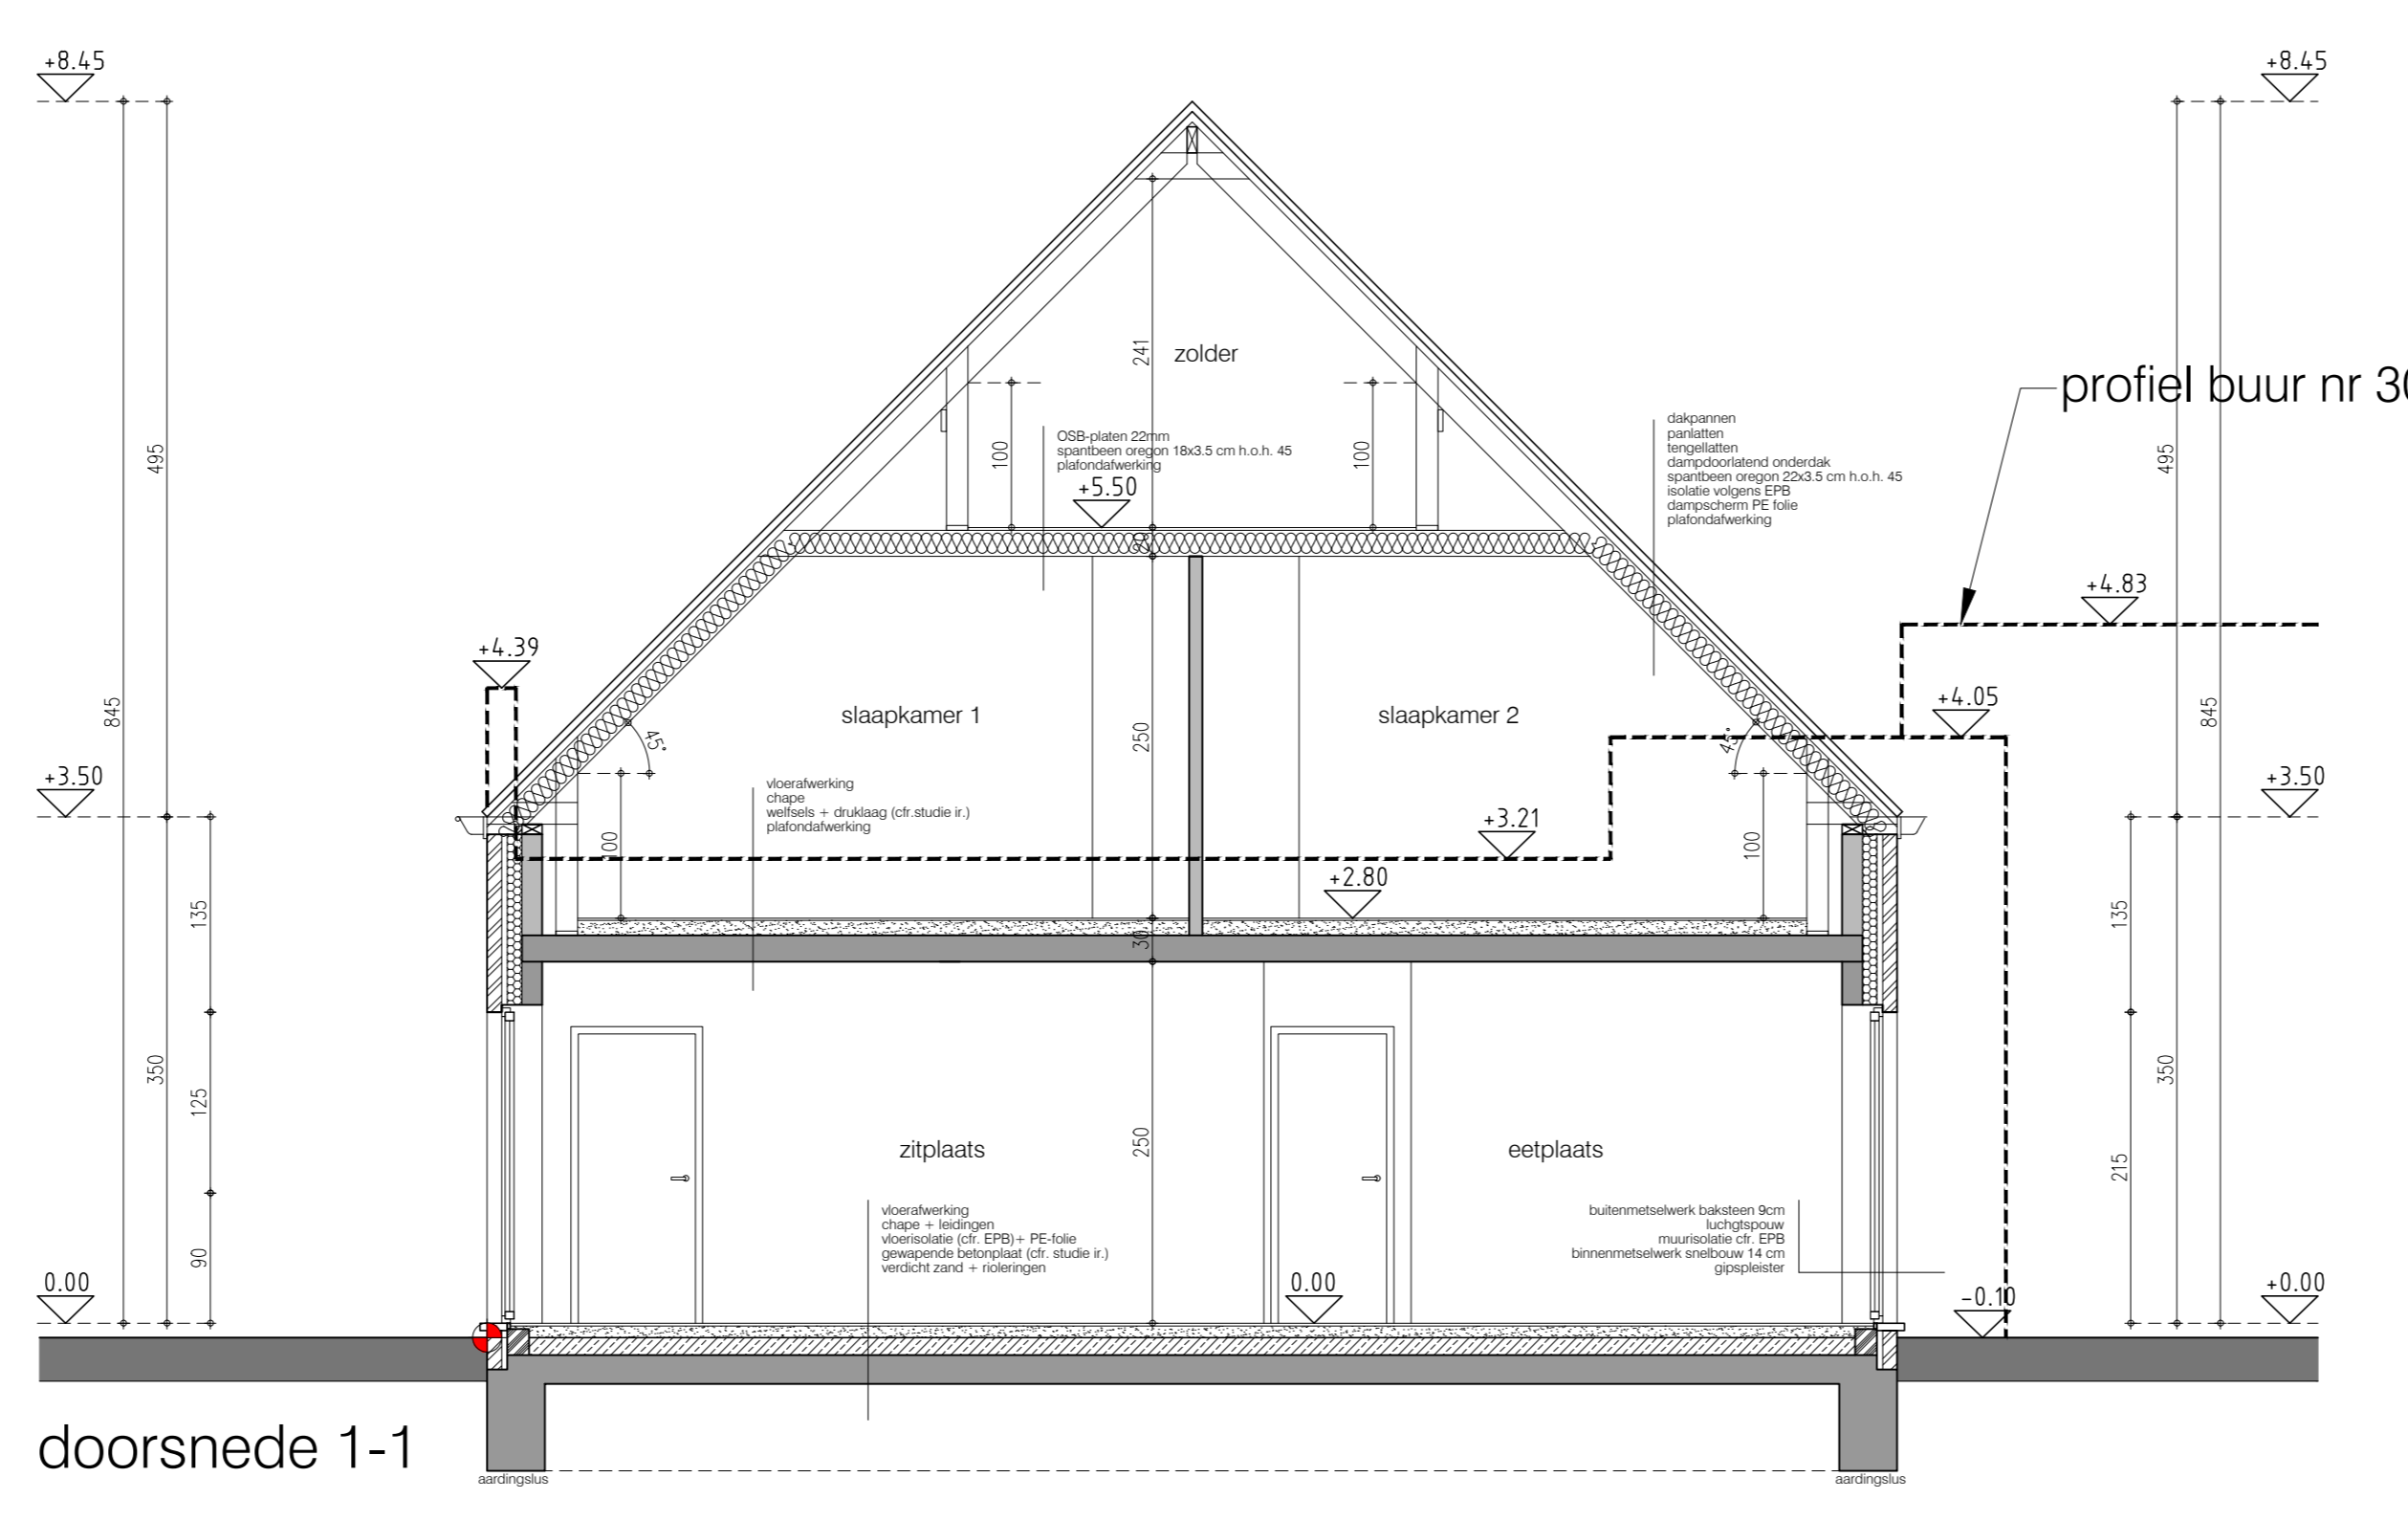 +8.45
+8.45
241
zolder
profiel buur nr 30
495
495
100
100
OSB-platen 22mm
spantbeen oregon 18x3.5 cm h.o.h. 45
plafondafwerking
+5.50
dakpannen
panlatten
tengellatten
dampdoorlatend onderdak
spantbeen oregon 22x3.5 cm h.o.h. 45
isolatie volgens EPB
dampscherm PE folie
plafondafwerking
20
+4.83
+4.39
+4.05
845
slaapkamer 1
250
slaapkamer 2
845
45°
45°
+3.50
+3.50
vloerafwerking
chape
welfsels + druklaag (cfr.studie ir.)
plafondafwerking
+3.21
100
100
+2.80
135
135
30
350
350
125
zitplaats
250
eetplaats
215
vloerafwerking
chape + leidingen
vloerisolatie (cfr. EPB)+ PE-folie
gewapende betonplaat (cfr. studie ir.)
verdicht zand + rioleringen
buitenmetselwerk baksteen 9cm
luchgtspouw
muurisolatie cfr. EPB
binnenmetselwerk snelbouw 14 cm
gipspleister
90
0.00
0.00
-0.10
+0.00
doorsnede 1-1
aardingslus
aardingslus